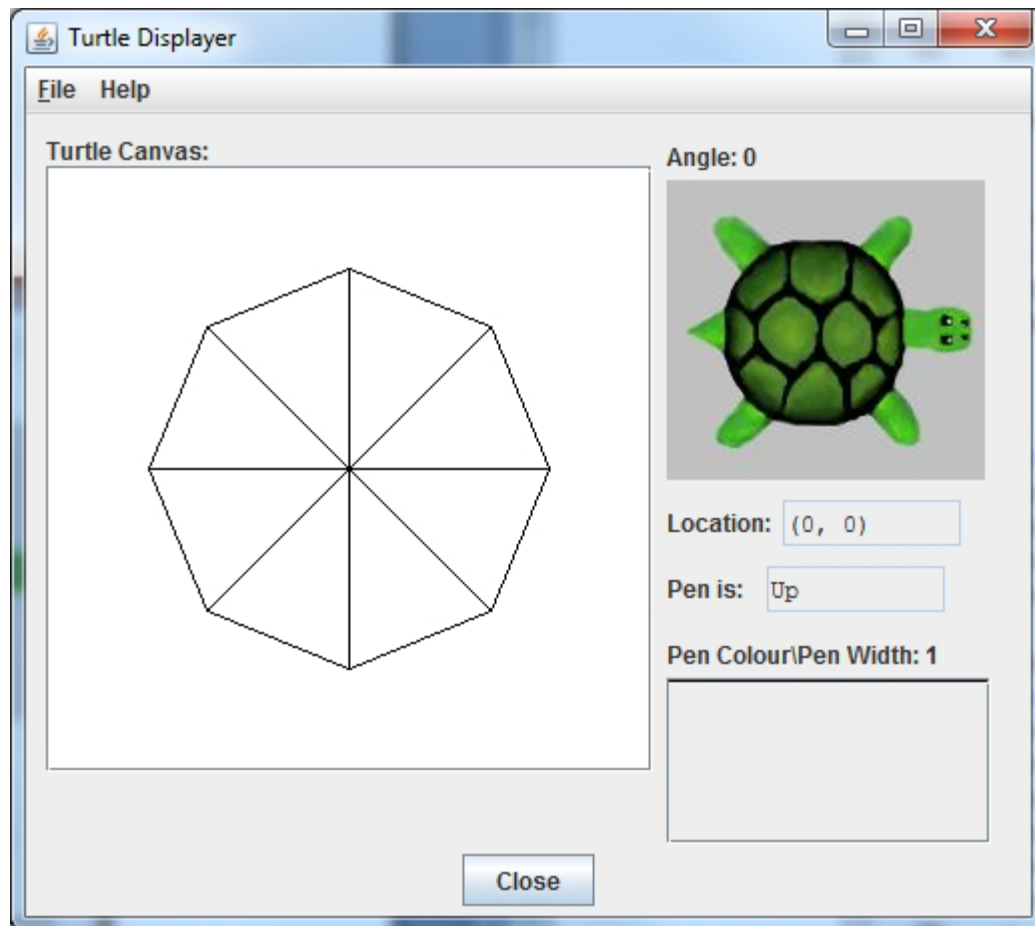 Turtle Displayer
File Help
Turtle Canvas:
Angle: 0
Location: (0, 0)
Pen is: Up
Pen Colour\Pen Width: 1
Close